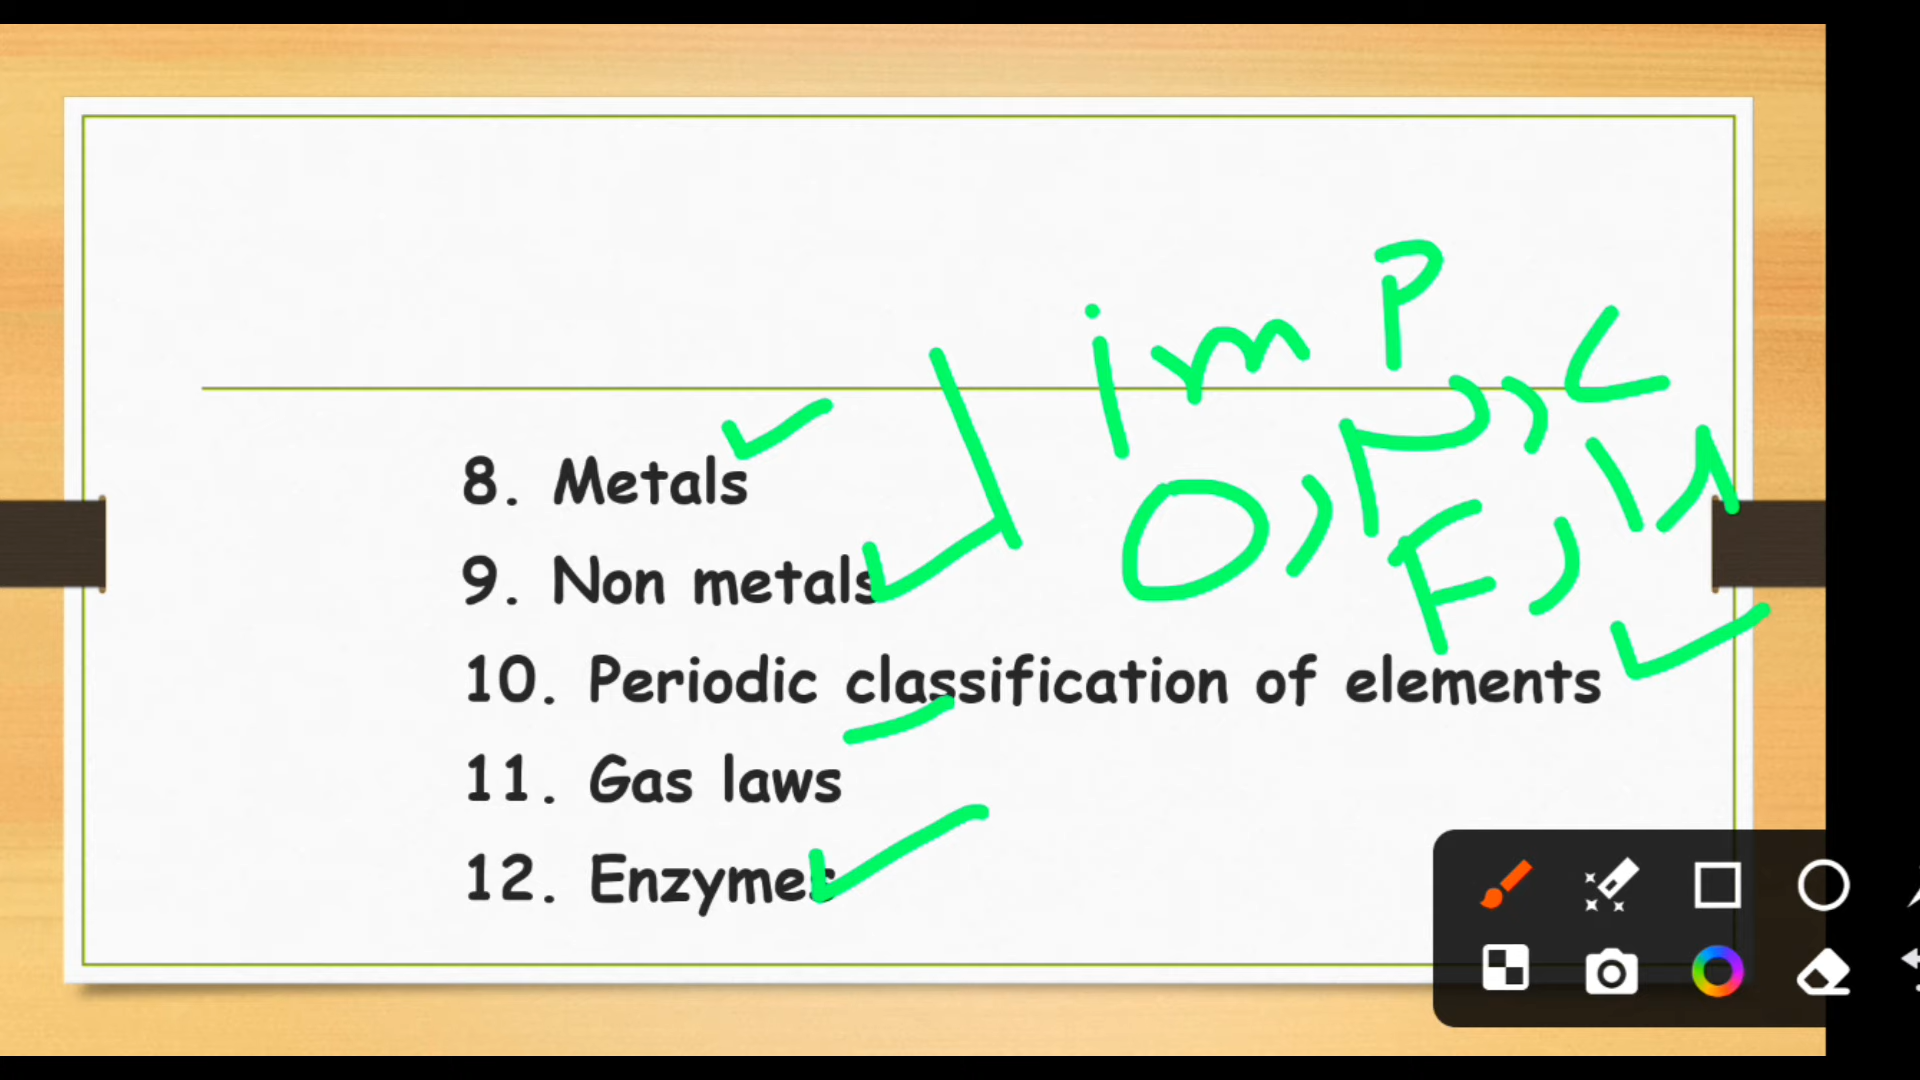 imp
O, N, C
F, H
8. Metals
9. Non metals
10. Periodic classification of elements
11. Gas laws
12. Enzymes